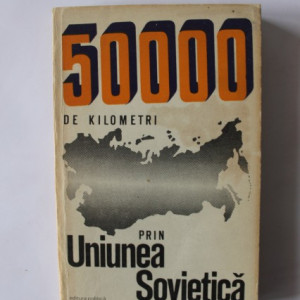 50000
DE KILOMETRI
PRIN
Uniunea
Sovietică